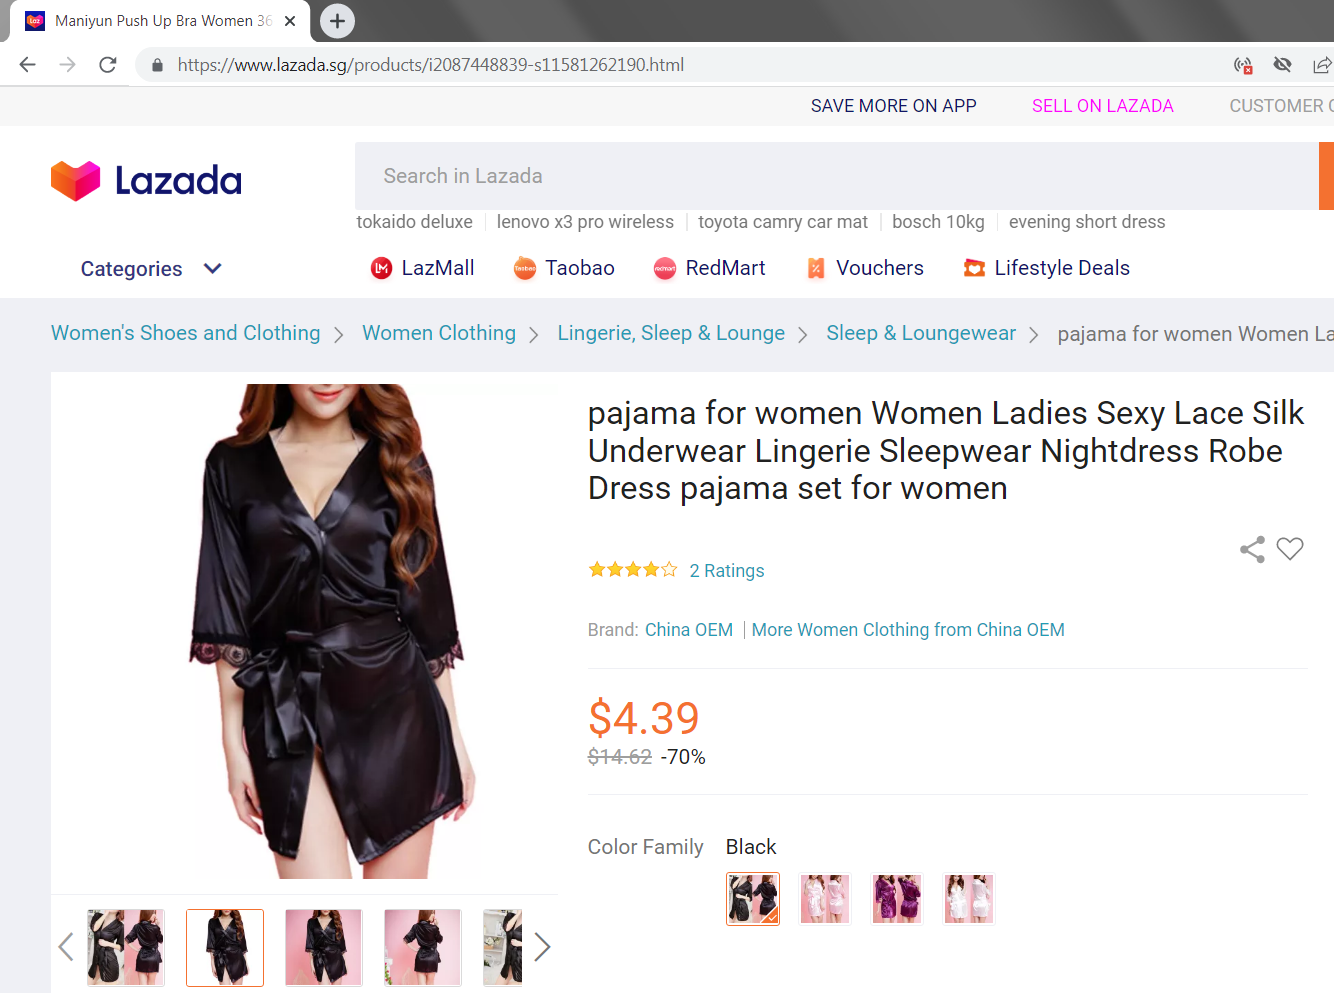 Maniyun Push Up Bra Women 36
https://www.lazada.sg/products/i2087448839-s11581262190.html
SAVE MORE ON APP
SELL ON LAZADA
CUSTOMER
Lazada
Search in Lazada
tokaido deluxe
lenovo x3 pro wireless
toyota camry car mat
bosch 10kg
evening short dress
Categories
LazMall
Taobao
RedMart
Vouchers
Lifestyle Deals
Women's Shoes and Clothing
Women Clothing
Lingerie, Sleep & Lounge
Sleep & Loungewear
pajama for women Women La
pajama for women Women Ladies Sexy Lace Silk
Underwear Lingerie Sleepwear Nightdress Robe
Dress pajama set for women
2 Ratings
Brand: China OEM
More Women Clothing from China OEM
$4.39
$14.62 -70%
Color Family Black